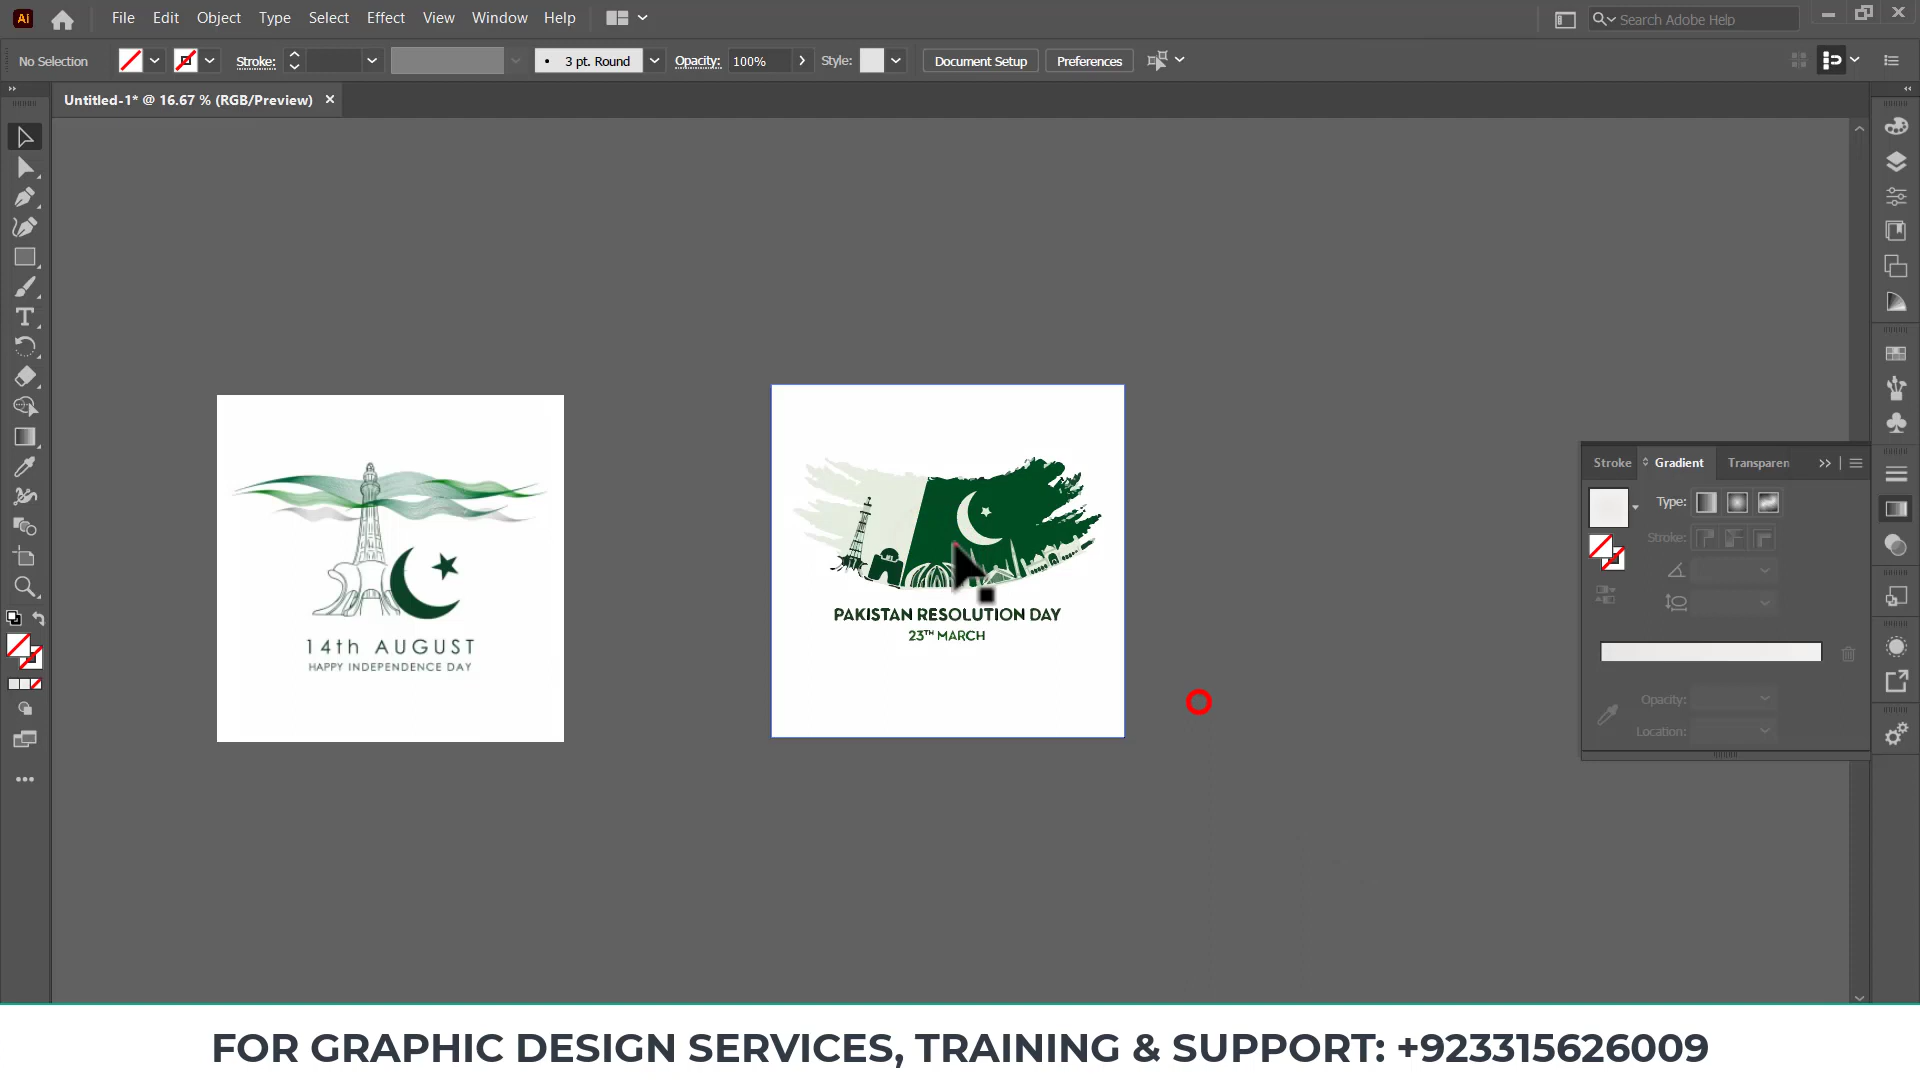 Ai File Edit Object Type Select Effect View Window Help Search Adobe Help
No Selection Stroke: 3 pt. Round Opacity: 100% Style: Document Setup Preferences
Untitled-1* @ 16.67 % (RGB/Preview)
Stroke Gradient Transparen
Type:
Stroke:
Opacity:
Location:
14th AUGUST
HAPPY INDEPENDENCE DAY
PAKISTAN RESOLUTION DAY
23TH MARCH
FOR GRAPHIC DESIGN SERVICES, TRAINING & SUPPORT: +923315626009